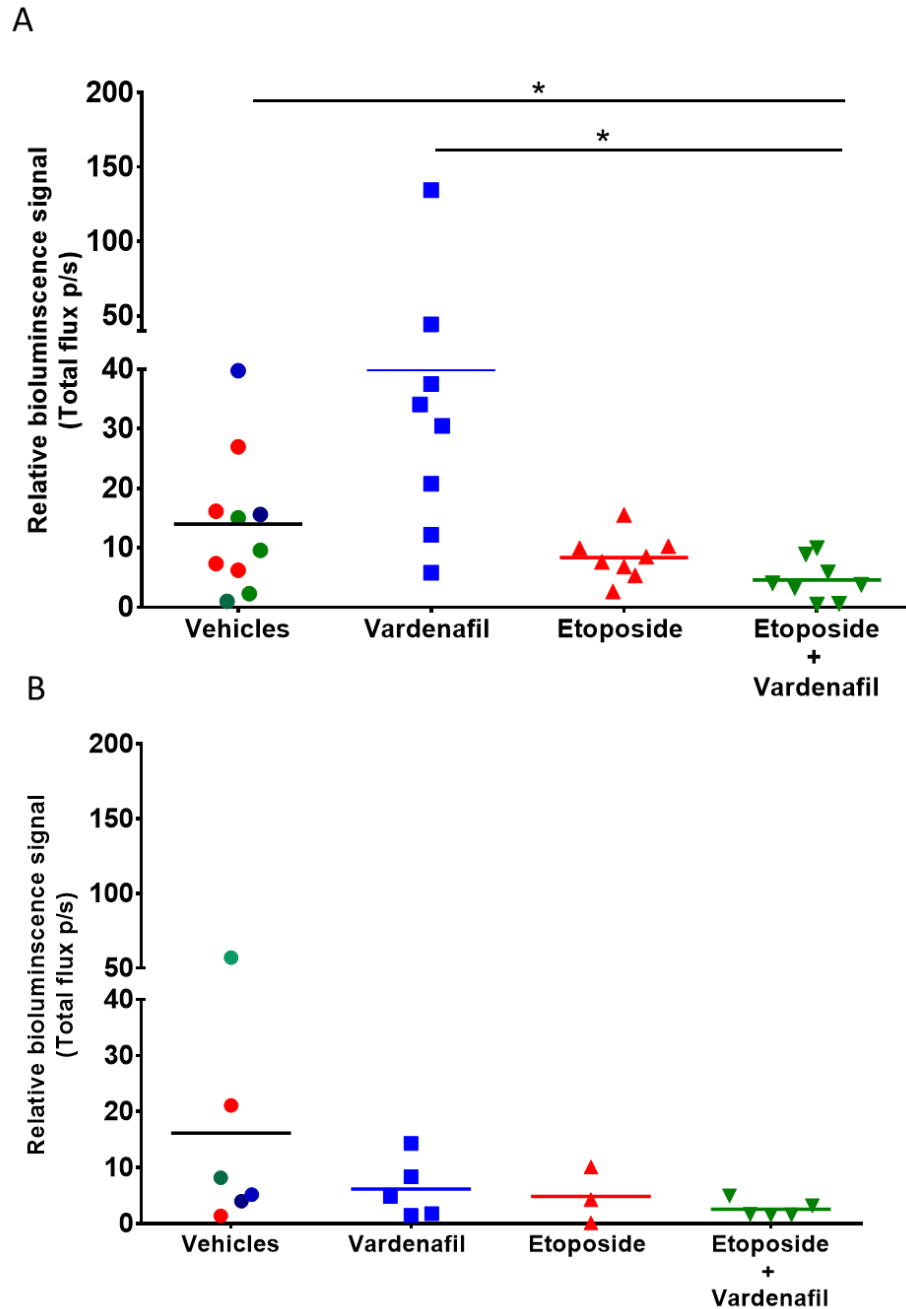 A
Relative bioluminscence signal
(Total flux p/s)
200
150
100
50
40
30
20
10
0
*
*
Vehicles
Vardenafil
Etoposide
Etoposide
+
Vardenafil
B
Relative bioluminscence signal
(Total flux p/s)
200
150
100
50
40
30
20
10
0
Vehicles
Vardenafil
Etoposide
Etoposide
+
Vardenafil